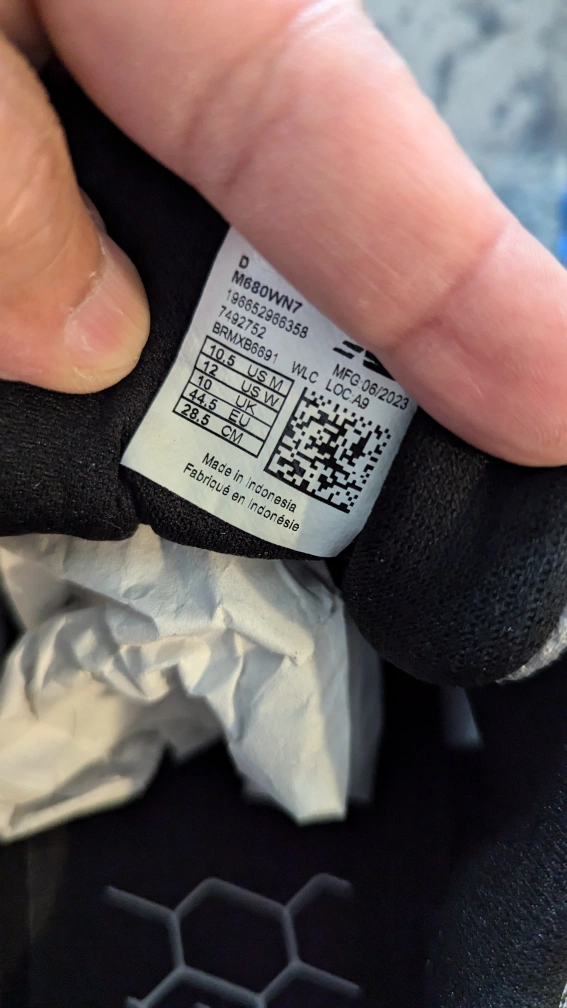 D
M680WN7
196652966358
7492752
BRMXB6691
WLC
MFG:06/2023
LOC:A9
10.5 US M
12 US W
10 UK
44.5 EU
28.5 CM
Made in Indonesia
Fabriqué en Indonésie